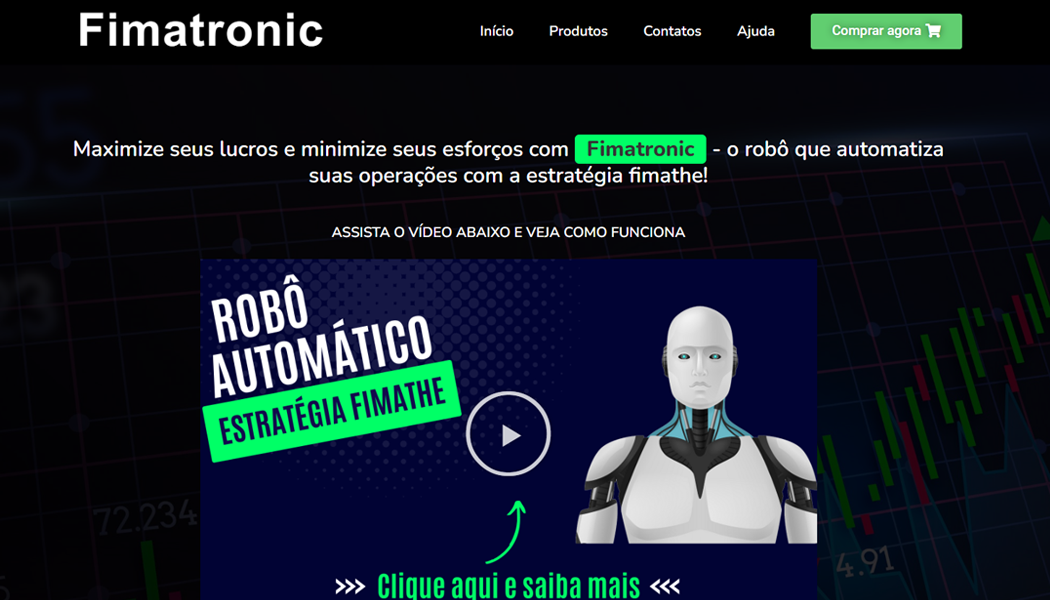 Fimatronic
Início Produtos Contatos Ajuda Comprar agora
Maximize seus lucros e minimize seus esforços com Fimatronic - o robô que automatiza
suas operações com a estratégia fimathe!
ASSISTA O VÍDEO ABAIXO E VEJA COMO FUNCIONA
ROBÔ
AUTOMÁTICO
ESTRATÉGIA FIMATHE
72.234
4.91
>>> Clique aqui e saiba mais <<<